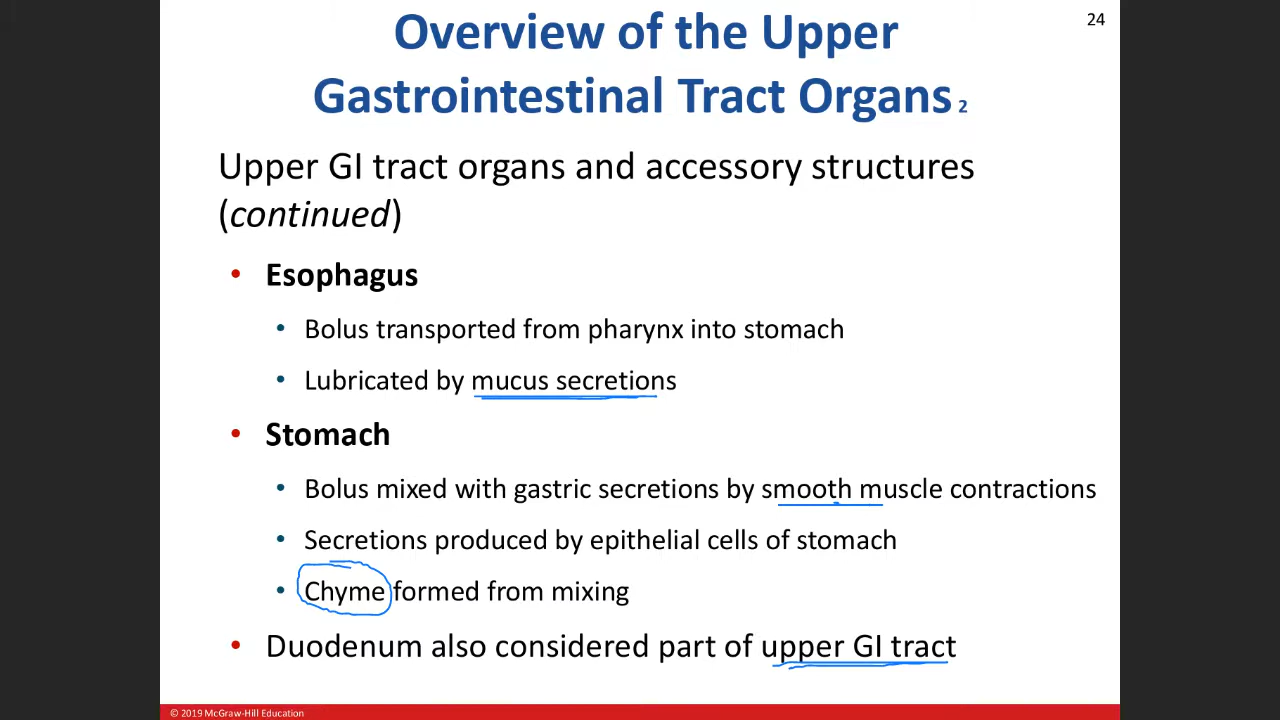 24
Overview of the Upper
Gastrointestinal Tract Organs 2
Upper GI tract organs and accessory structures
(continued)
• Esophagus
• Bolus transported from pharynx into stomach
• Lubricated by mucus secretions
• Stomach
• Bolus mixed with gastric secretions by smooth muscle contractions
• Secretions produced by epithelial cells of stomach
• Chyme formed from mixing
• Duodenum also considered part of upper GI tract
© 2019 McGraw-Hill Education